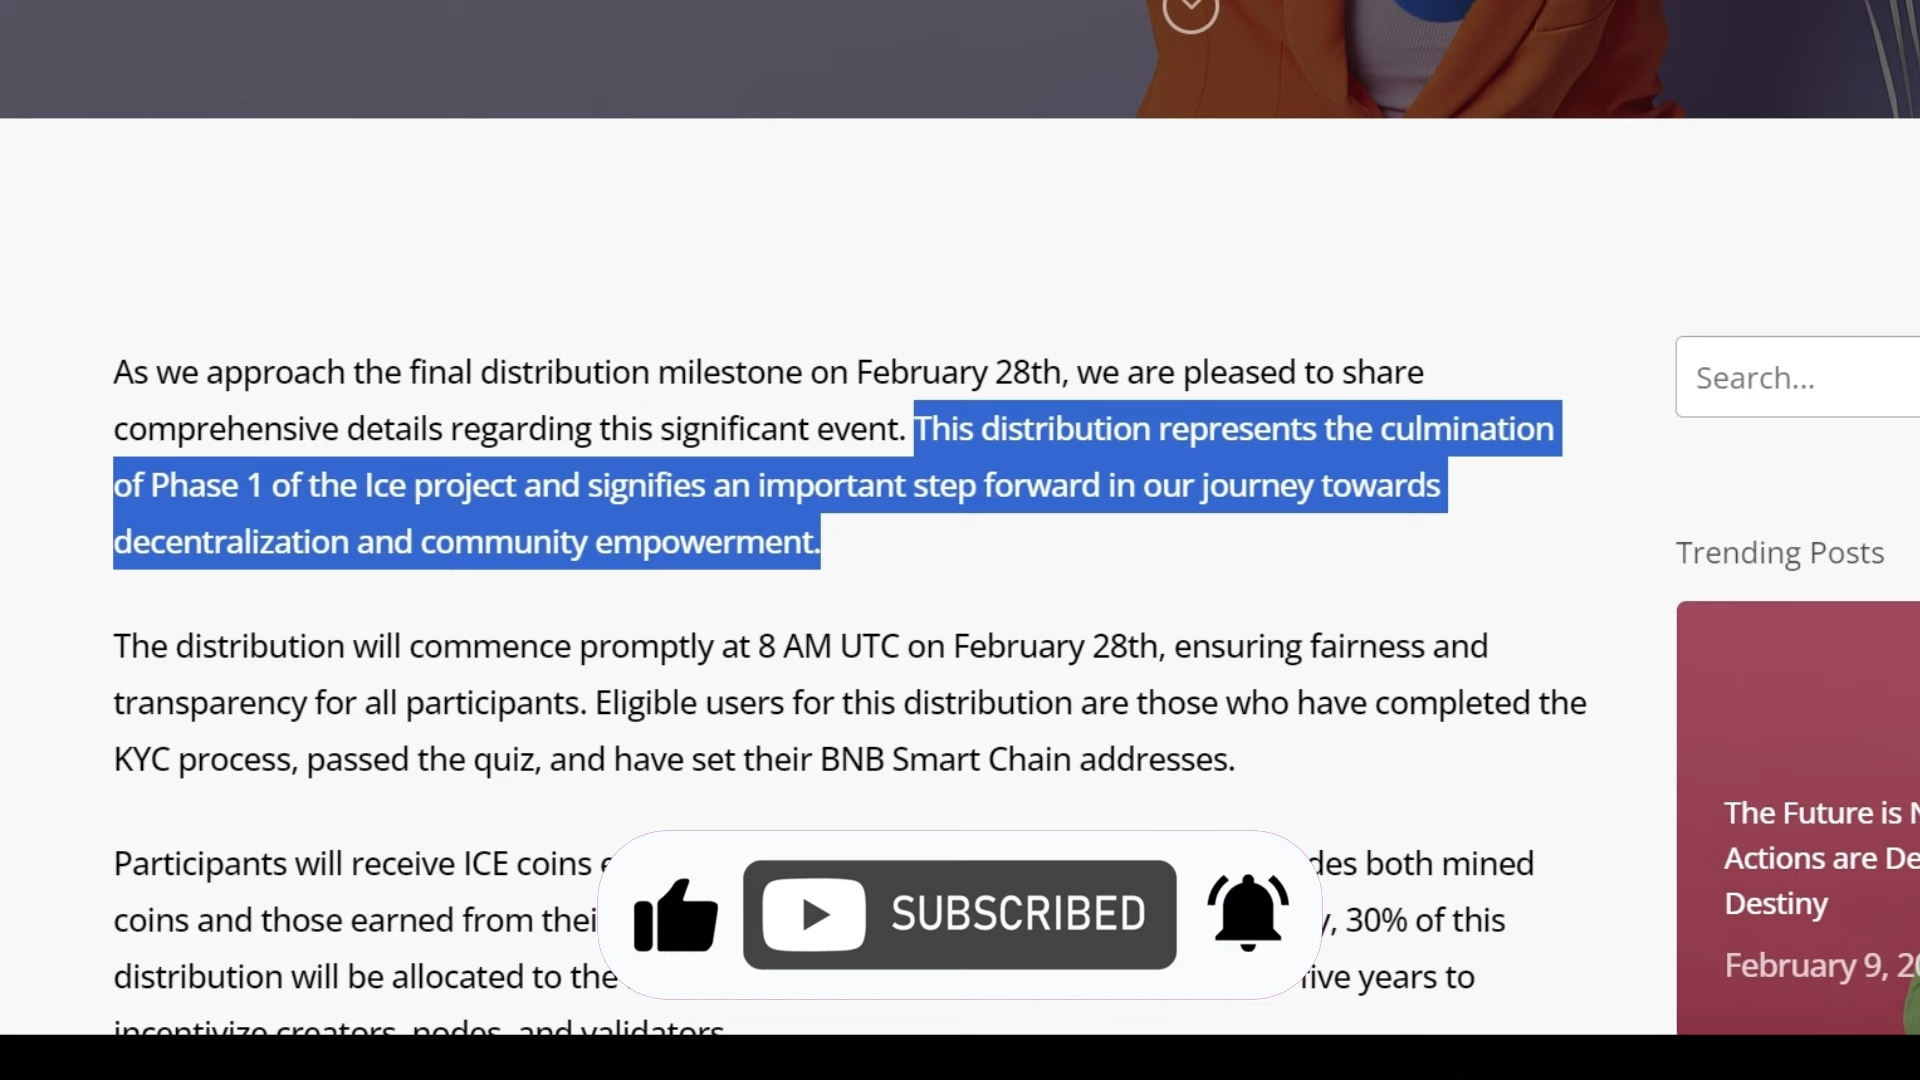 As we approach the final distribution milestone on February 28th, we are pleased to share
comprehensive details regarding this significant event. This distribution represents the culmination
of Phase 1 of the Ice project and signifies an important step forward in our journey towards
decentralization and community empowerment.
The distribution will commence promptly at 8 AM UTC on February 28th, ensuring fairness and
transparency for all participants. Eligible users for this distribution are those who have completed the
KYC process, passed the quiz, and have set their BNB Smart Chain addresses.
Participants will receive ICE coins both mined
coins and those earned from 30% of this
distribution will be allocated to the five years to
incentivize creators, nodes, and validators
SUBSCRIBED
Search...
Trending Posts
The Future is
Actions are
Destiny
February 9,